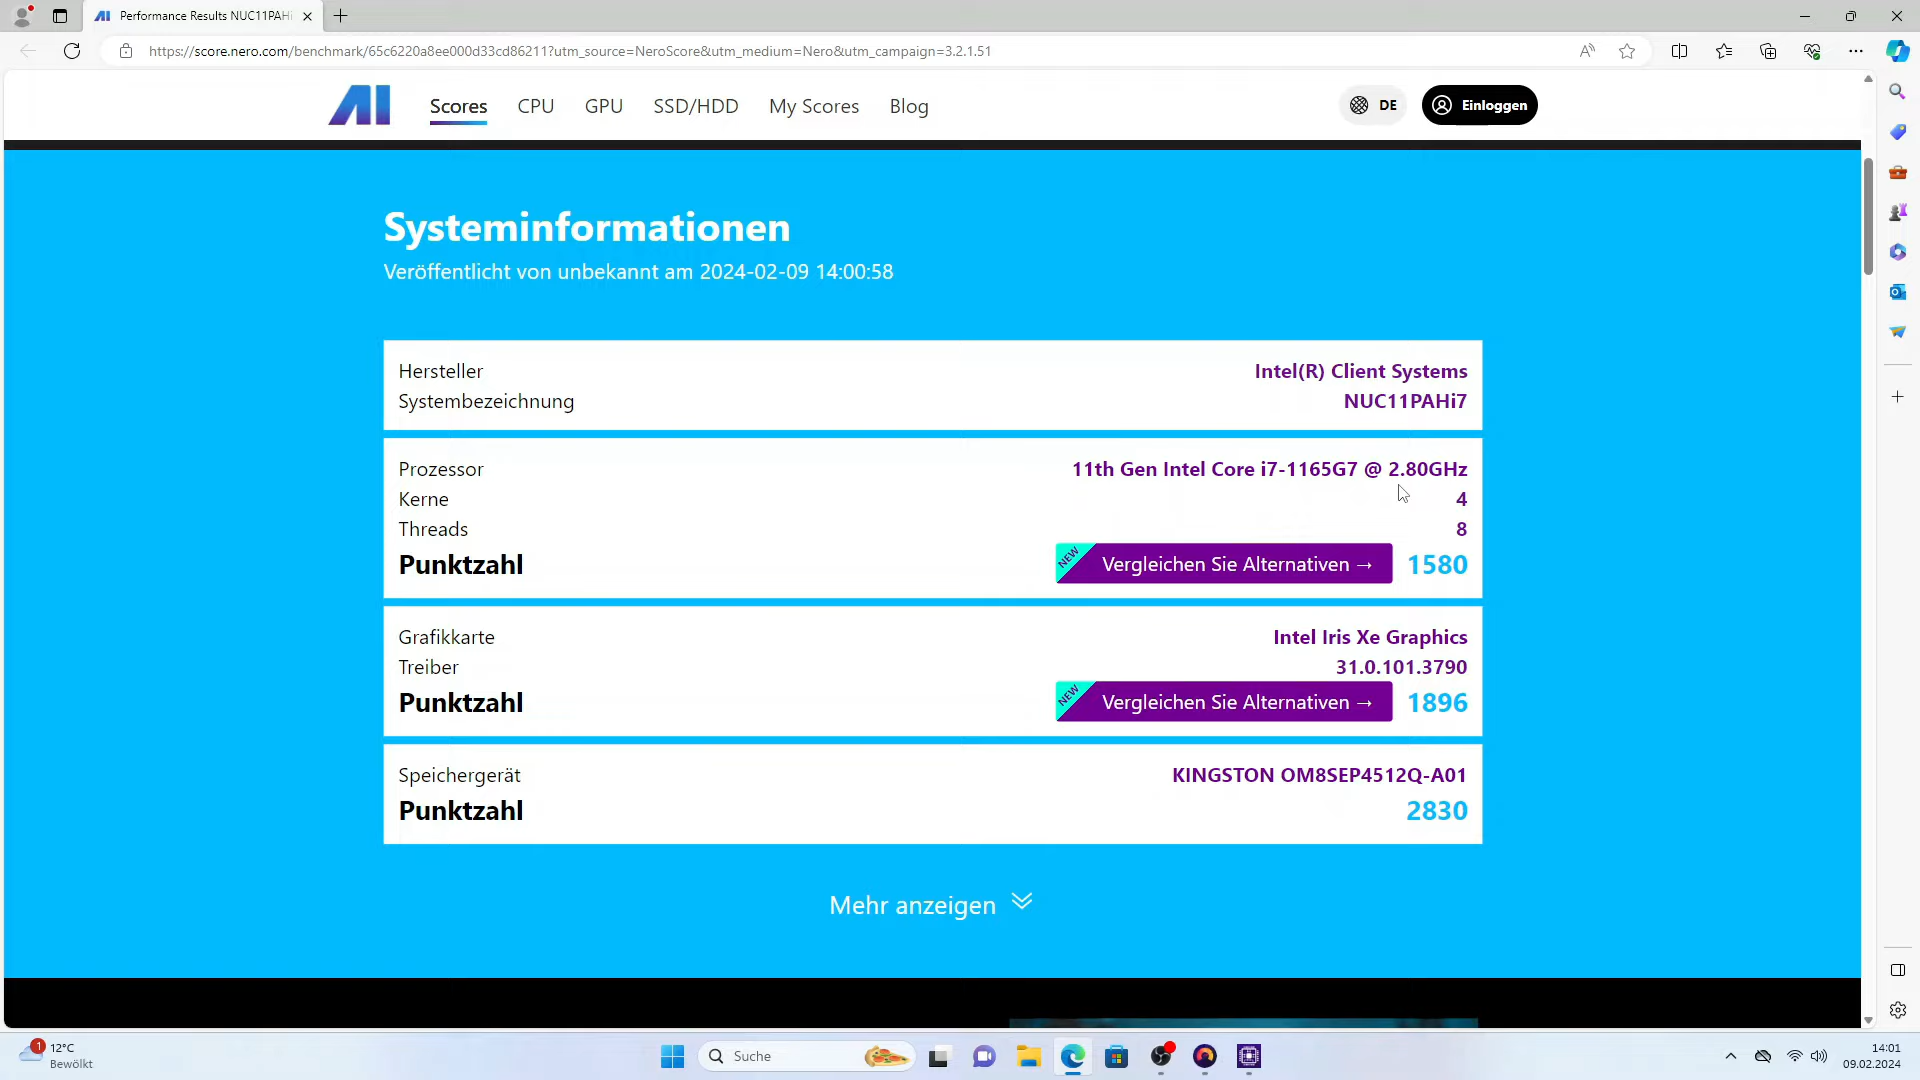 Performance Results NUC11PAHi
https://score.nero.com/benchmark/65c6220a8ee000d33cd86211?utm_source=NeroScore&utm_medium=Nero&utm_campaign=3.2.1.51
AI
Scores
CPU
GPU
SSD/HDD
My Scores
Blog
DE
Einloggen
Systeminformationen
Veröffentlicht von unbekannt am 2024-02-09 14:00:58
Hersteller Intel(R) Client Systems
Systembezeichnung NUC11PAHi7
Prozessor 11th Gen Intel Core i7-1165G7 @ 2.80GHz
Kerne 4
Threads 8
Punktzahl NEW Vergleichen Sie Alternativen → 1580
Grafikkarte Intel Iris Xe Graphics
Treiber 31.0.101.3790
Punktzahl NEW Vergleichen Sie Alternativen → 1896
Speichergerät KINGSTON OM8SEP4512Q-A01
Punktzahl 2830
Mehr anzeigen
1
12°C
Bewölkt
Suche
14:01
09.02.2024